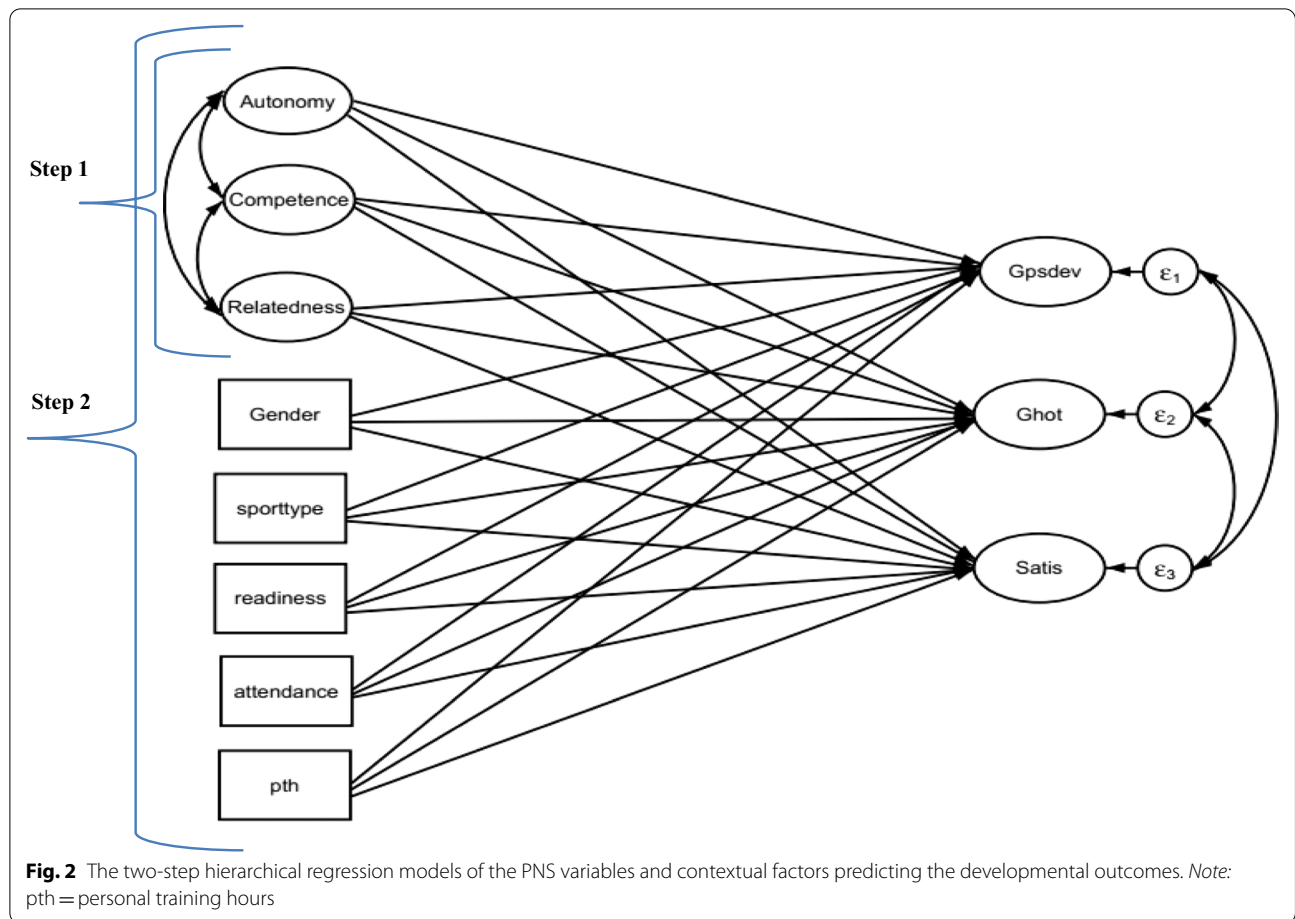 Step 1
Step 2
Autonomy
Competence
Relatedness
Gender
sporttype
readiness
attendance
pth
Gpsdev
ε1
Ghot
ε2
Satis
ε3
Fig. 2 The two-step hierarchical regression models of the PNS variables and contextual factors predicting the developmental outcomes. Note:
pth = personal training hours